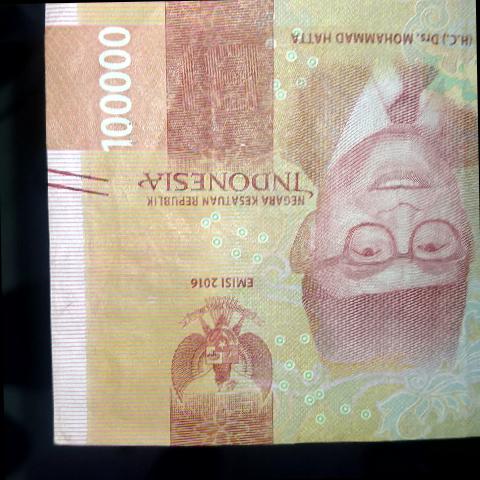 EMISI 2016
NEGARA KESATUAN REPUBLIK
INDONESIA
(H.C.) Drs. MOHAMMAD HATTA
100000